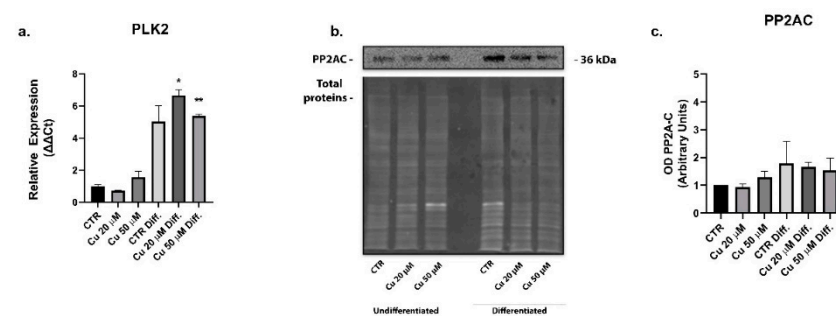 a.
PLK2
Relative Expression
(ΔΔCt)
8
6
4
2
0
*
**
CTR
Cu 20 μM
Cu 50 μM
CTR Diff.
Cu 20 μM Diff.
Cu 50 μM Diff.
b.
PP2AC -
- 36 kDa
Total
proteins -
CTR
Cu 20 μM
Cu 50 μM
CTR
Cu 20 μM
Cu 50 μM
Undifferentiated
Differentiated
c.
PP2AC
OD PP2A-C
(Arbitrary Units)
5
4
3
2
1
0
CTR
Cu 20 μM
Cu 50 μM
CTR Diff.
Cu 20 μM Diff.
Cu 50 μM Diff.